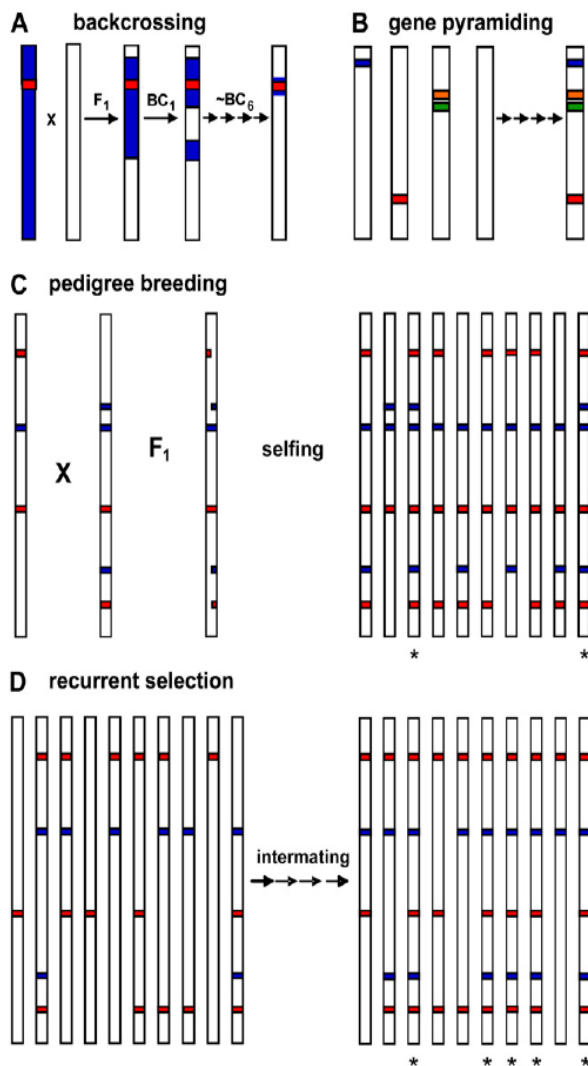 A backcrossing
X F₁ BC₁ ~BC₆
B gene pyramiding
C pedigree breeding
X F₁ selfing
* *
D recurrent selection
intermating
* * * * *